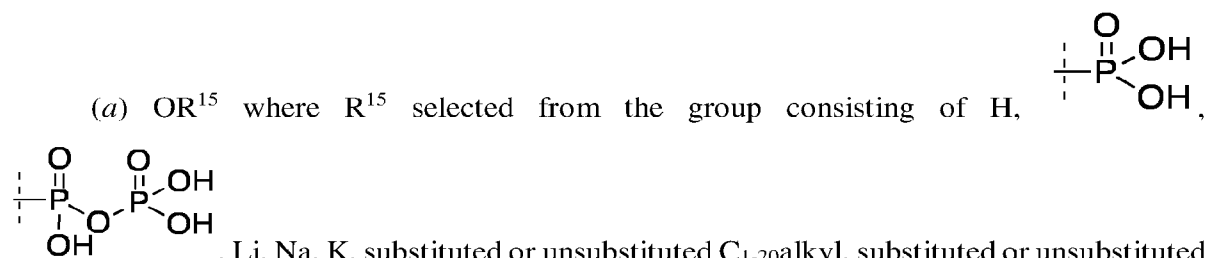 (a) OR¹⁵ where R¹⁵ selected from the group consisting of H, O P OH OH ,
O O P O P OH OH OH , Li, Na, K, substituted or unsubstituted C₁₋₂₀alkyl, substituted or unsubstituted